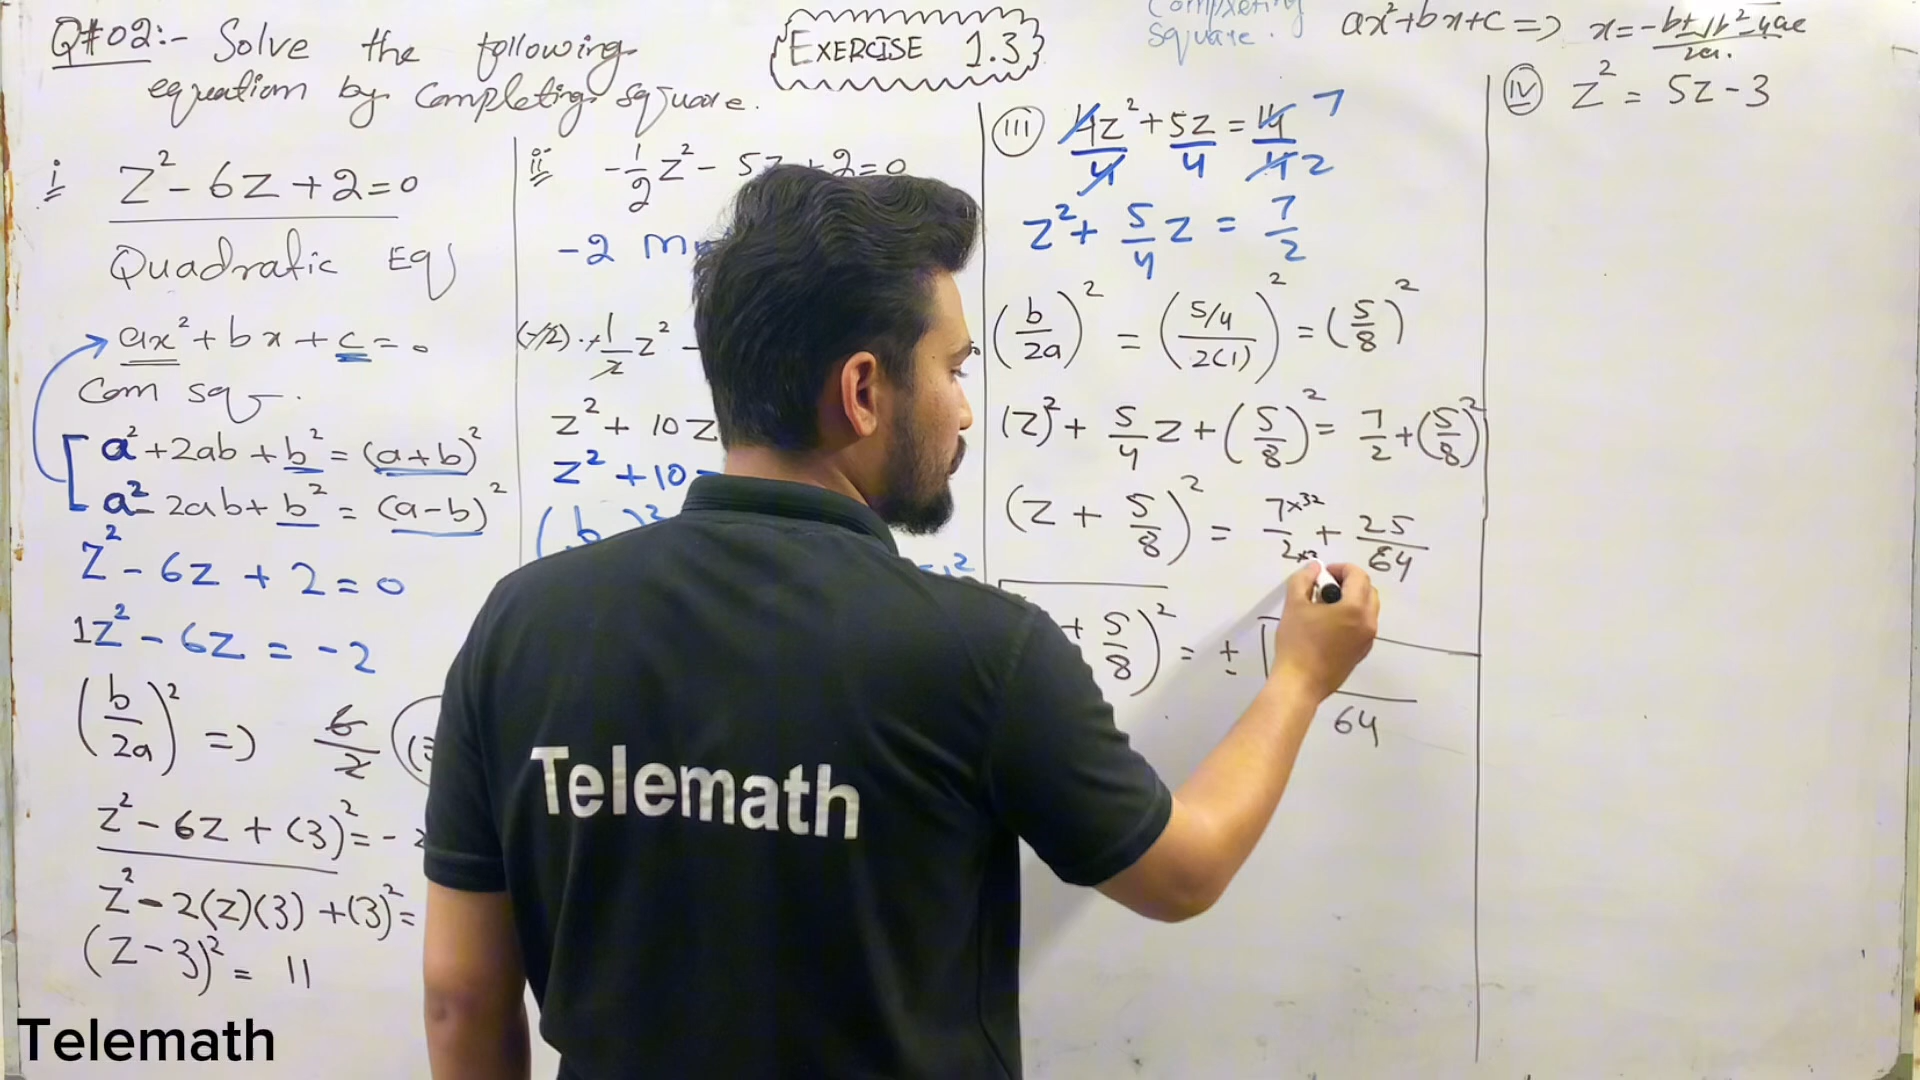 Q#02:- Solve the following
equation by completing square.
EXERCISE 1.3
Completing
Square.
ax²+bx+c => x = -b±√b²-4ac / 2a.
i z²-6z+2=0
Quadratic Eq
ax²+bx+c=0
Com sq.
a²+2ab+b²=(a+b)²
a²-2ab+b²=(a-b)²
z²-6z+2=0
1z²-6z=-2
(b/2a)² => 6/2
z²-6z+(3)²=-
z²-2(z)(3)+(3)²=
(z-3)²=11
ii -1/2 z²-5z+2=0
-2
(-2).+1/2 z² -
z²+10z
z²+10
(b )²
III 4z²/4+5z/4=14/4 7 2
z²+5/4 z=7/2
(b/2a)²=(5/4/2(1))²=(5/8)²
(z)²+5/4 z+(5/8)²=7/2+(5/8)²
(z+5/8)²=7×32/2×+25/64
+5/8)²=±√
64
IV z²=5z-3
Telemath
Telemath